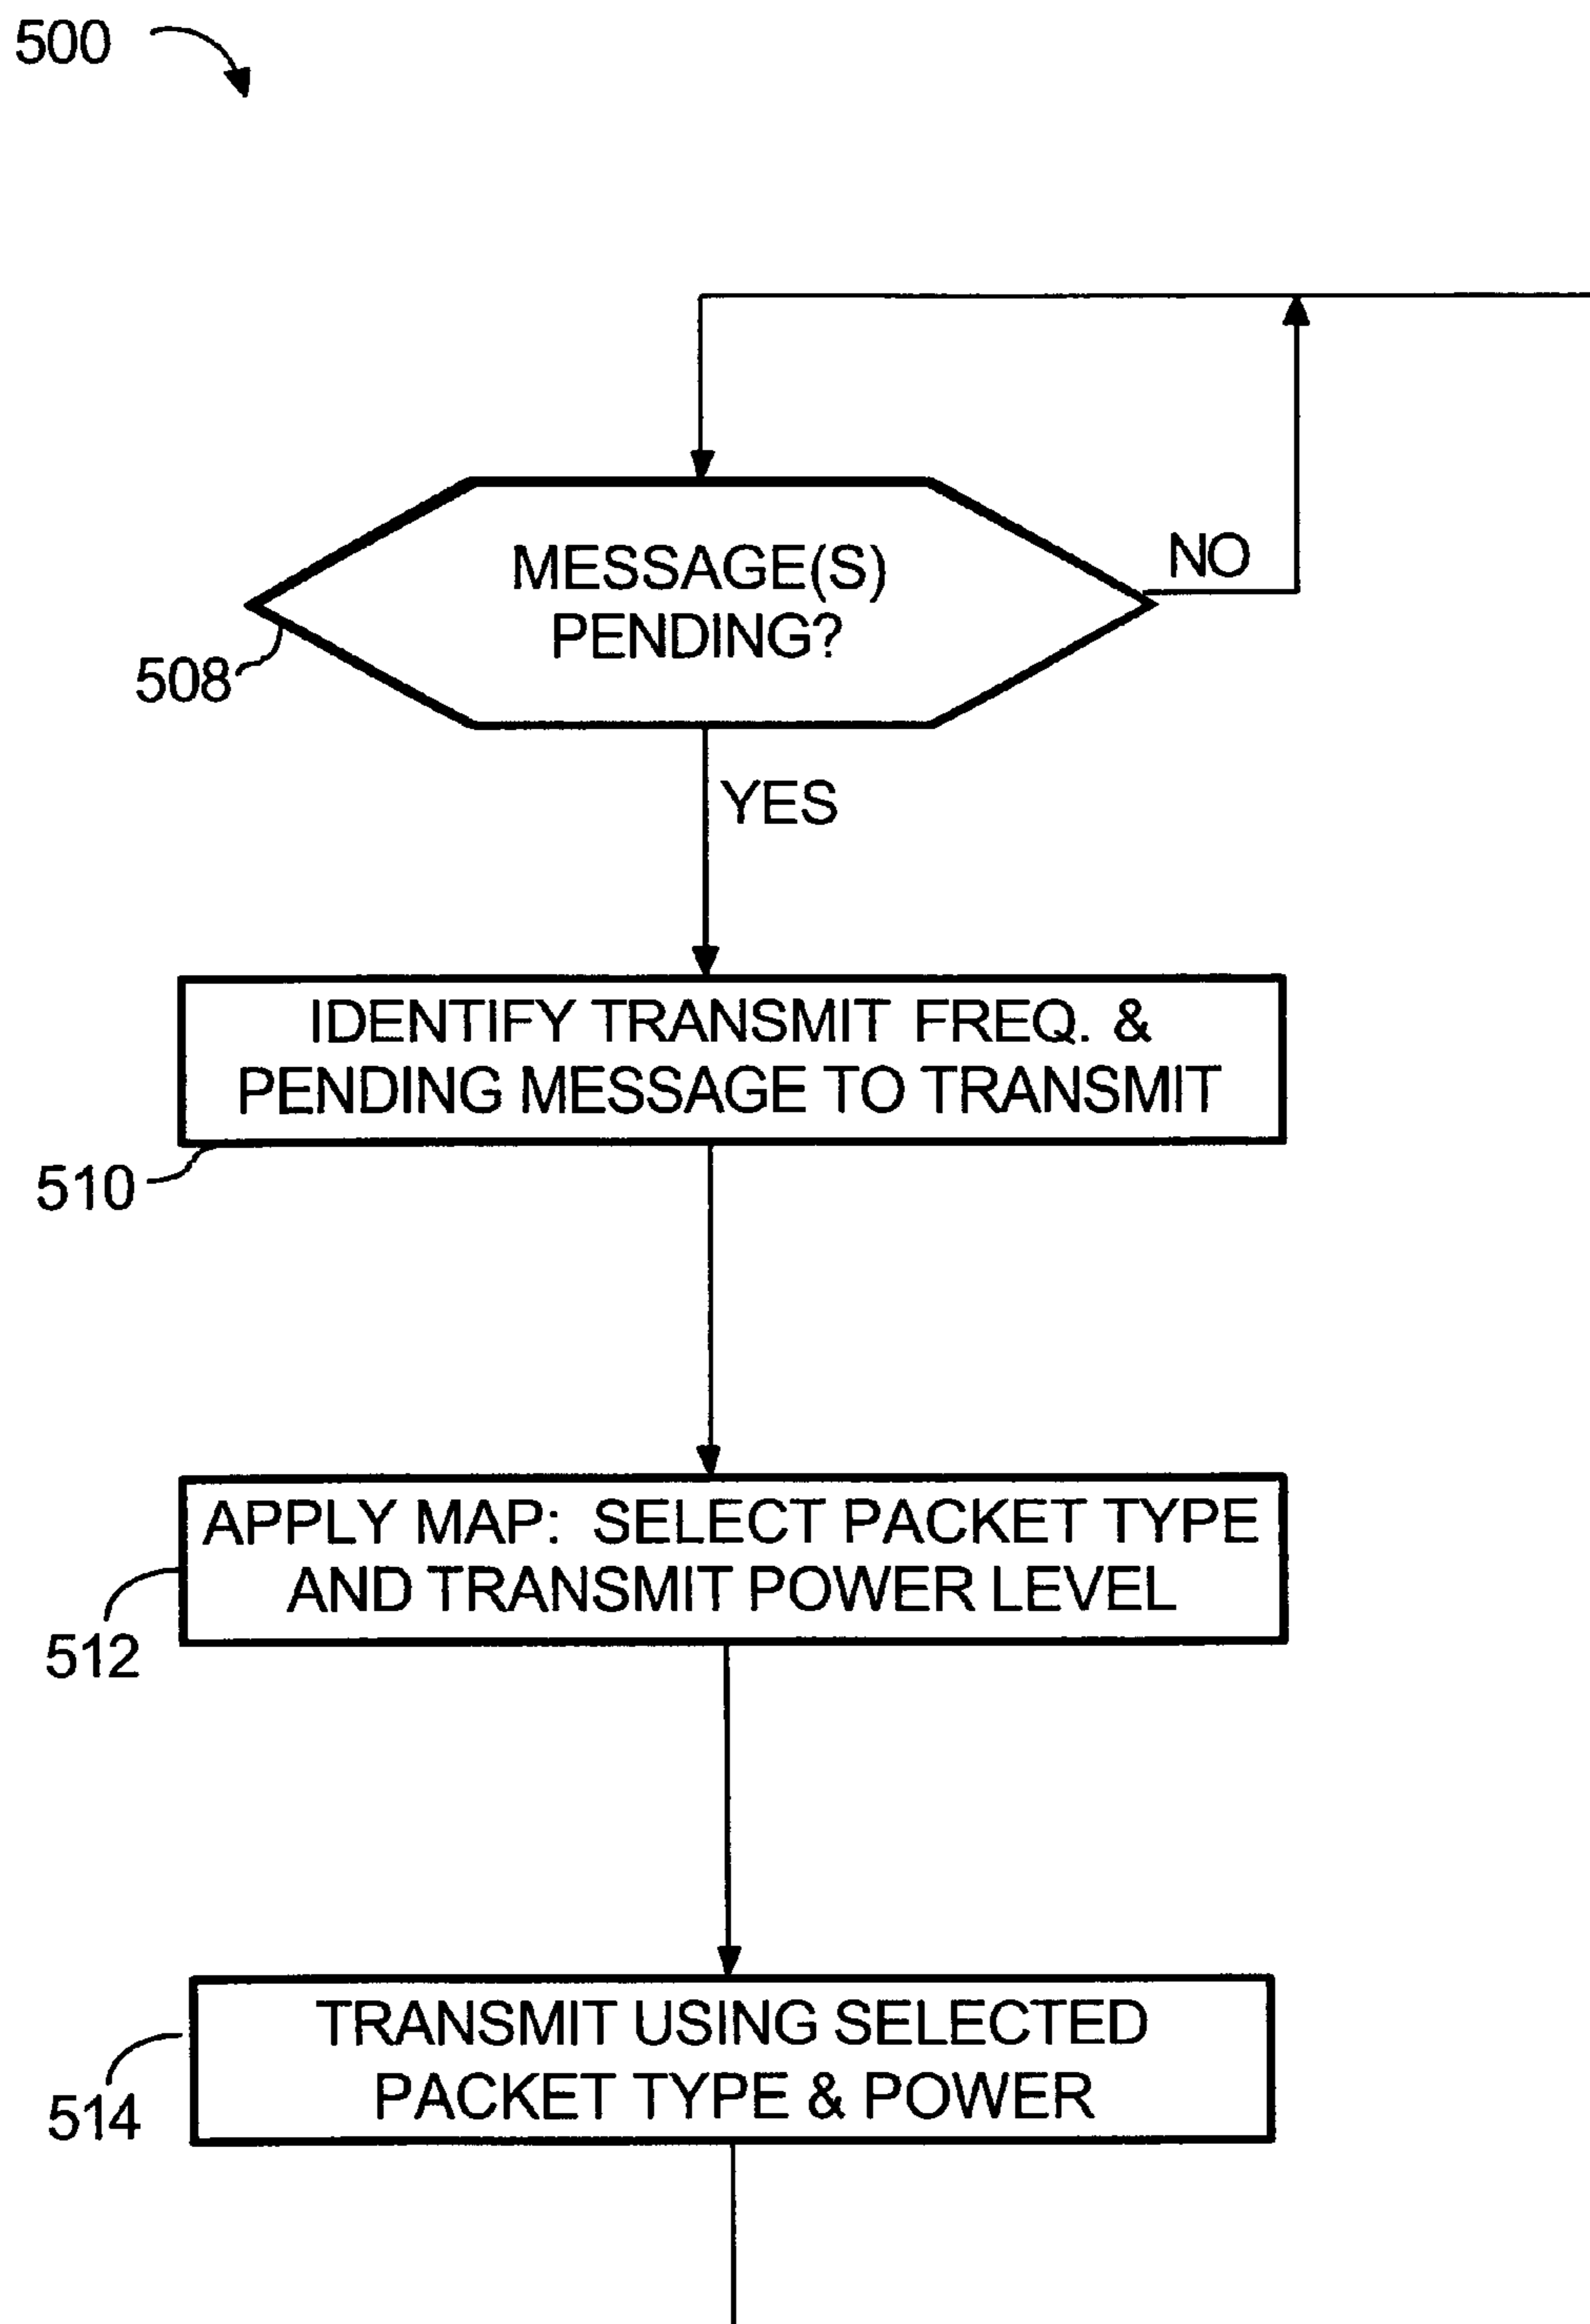 500
MESSAGE(S)
PENDING?
NO
508
YES
IDENTIFY TRANSMIT FREQ. &
PENDING MESSAGE TO TRANSMIT
510
APPLY MAP: SELECT PACKET TYPE
AND TRANSMIT POWER LEVEL
512
TRANSMIT USING SELECTED
PACKET TYPE & POWER
514